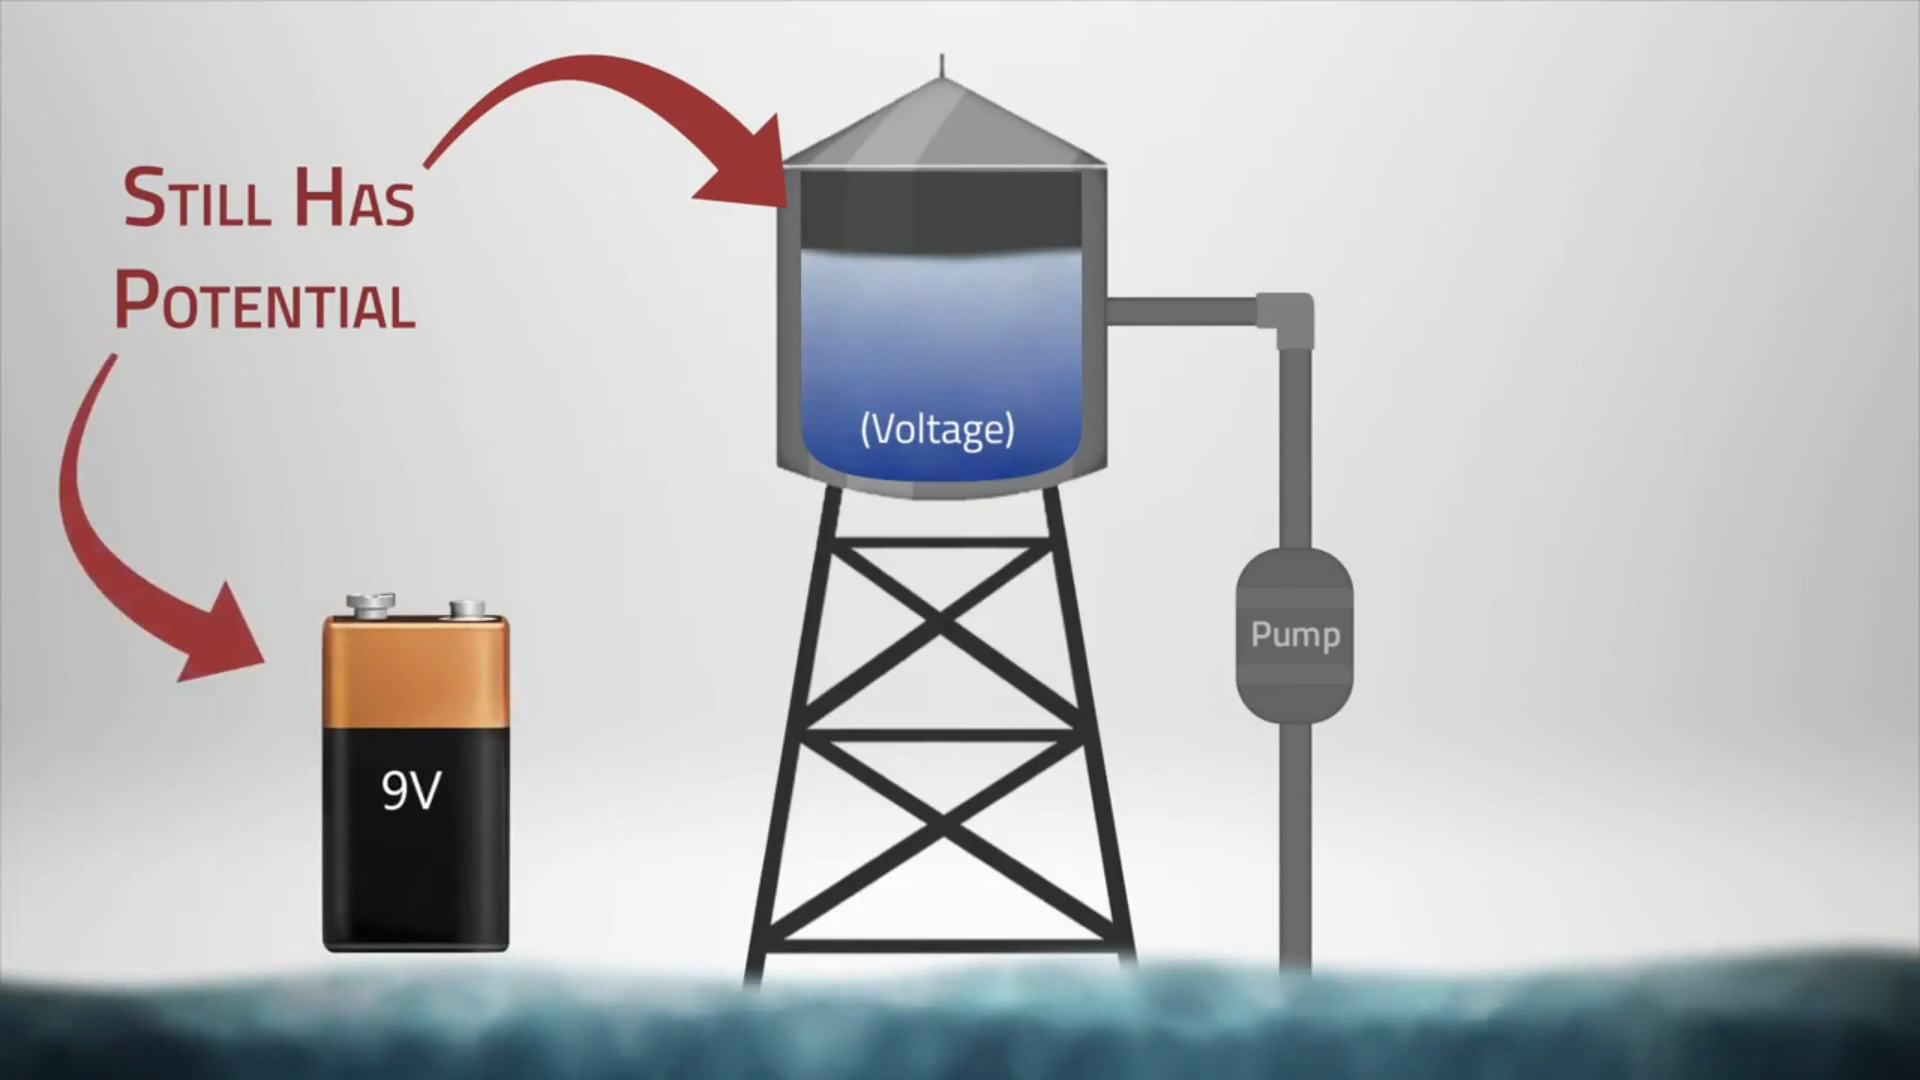 Still Has
Potential
(Voltage)
Pump
9V